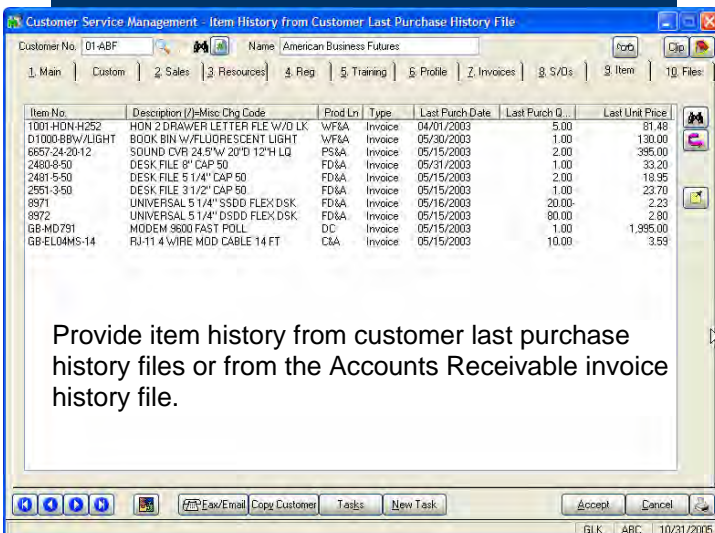 Customer Service Management - Item History from Customer Last Purchase History File
Customer No. 01-ABF Name American Business Futures Clip
1. Main Custom 2. Sales 3 Resources 4. Reg 5. Training 6. Profile 7. Invoices 8. S/Os 9. Item 10. Files
Item No. Description (/)=Misc Chg Code Prod Ln Type Last Purch Date Last Purch Q... Last Unit Price
1001-HON-H252 HON 2 DRAWER LETTER FLE W/O LK WF&A Invoice 04/01/2003 5.00 81.48
D1000-BBW/LIGHT BOOK BIN W/FLUORESCENT LIGHT WF&A Invoice 05/30/2003 1.00 130.00
6657-24-20-12 SOUND CVR 24.5"W 20"D 12"H LQ PS&A Invoice 05/15/2003 2.00 395.00
2480-8-50 DESK FILE 8" CAP 50 FD&A Invoice 05/31/2003 1.00 33.20
2481-5-50 DESK FILE 5 1/4" CAP 50 FD&A Invoice 05/15/2003 2.00 18.95
2551-3-50 DESK FILE 3 1/2" CAP 50 FD&A Invoice 05/15/2003 1.00 23.70
8971 UNIVERSAL 5 1/4" SSDD FLEX DSK FD&A Invoice 05/16/2003 20.00- 2.23
8972 UNIVERSAL 5 1/4" DSDD FLEX DSK FD&A Invoice 05/15/2003 80.00 2.80
GB-MD791 MODEM 9600 FAST POLL DC Invoice 05/15/2003 1.00 1,995.00
GB-EL04MS-14 RJ-11 4 WIRE MOD CABLE 14 FT C&A Invoice 05/15/2003 10.00 3.59
Provide item history from customer last purchase
history files or from the Accounts Receivable invoice
history file.
Fax/Email Copy Customer Tasks New Task Accept Cancel
GLK ABC 10/31/2005